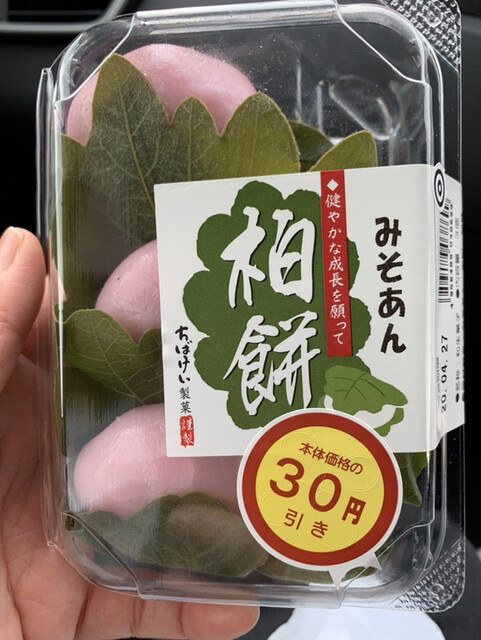 みそあん
◆健やかな成長を願って
柏餅
ちばけい製菓謹製
20.04.27
本体価格の
30円
引き